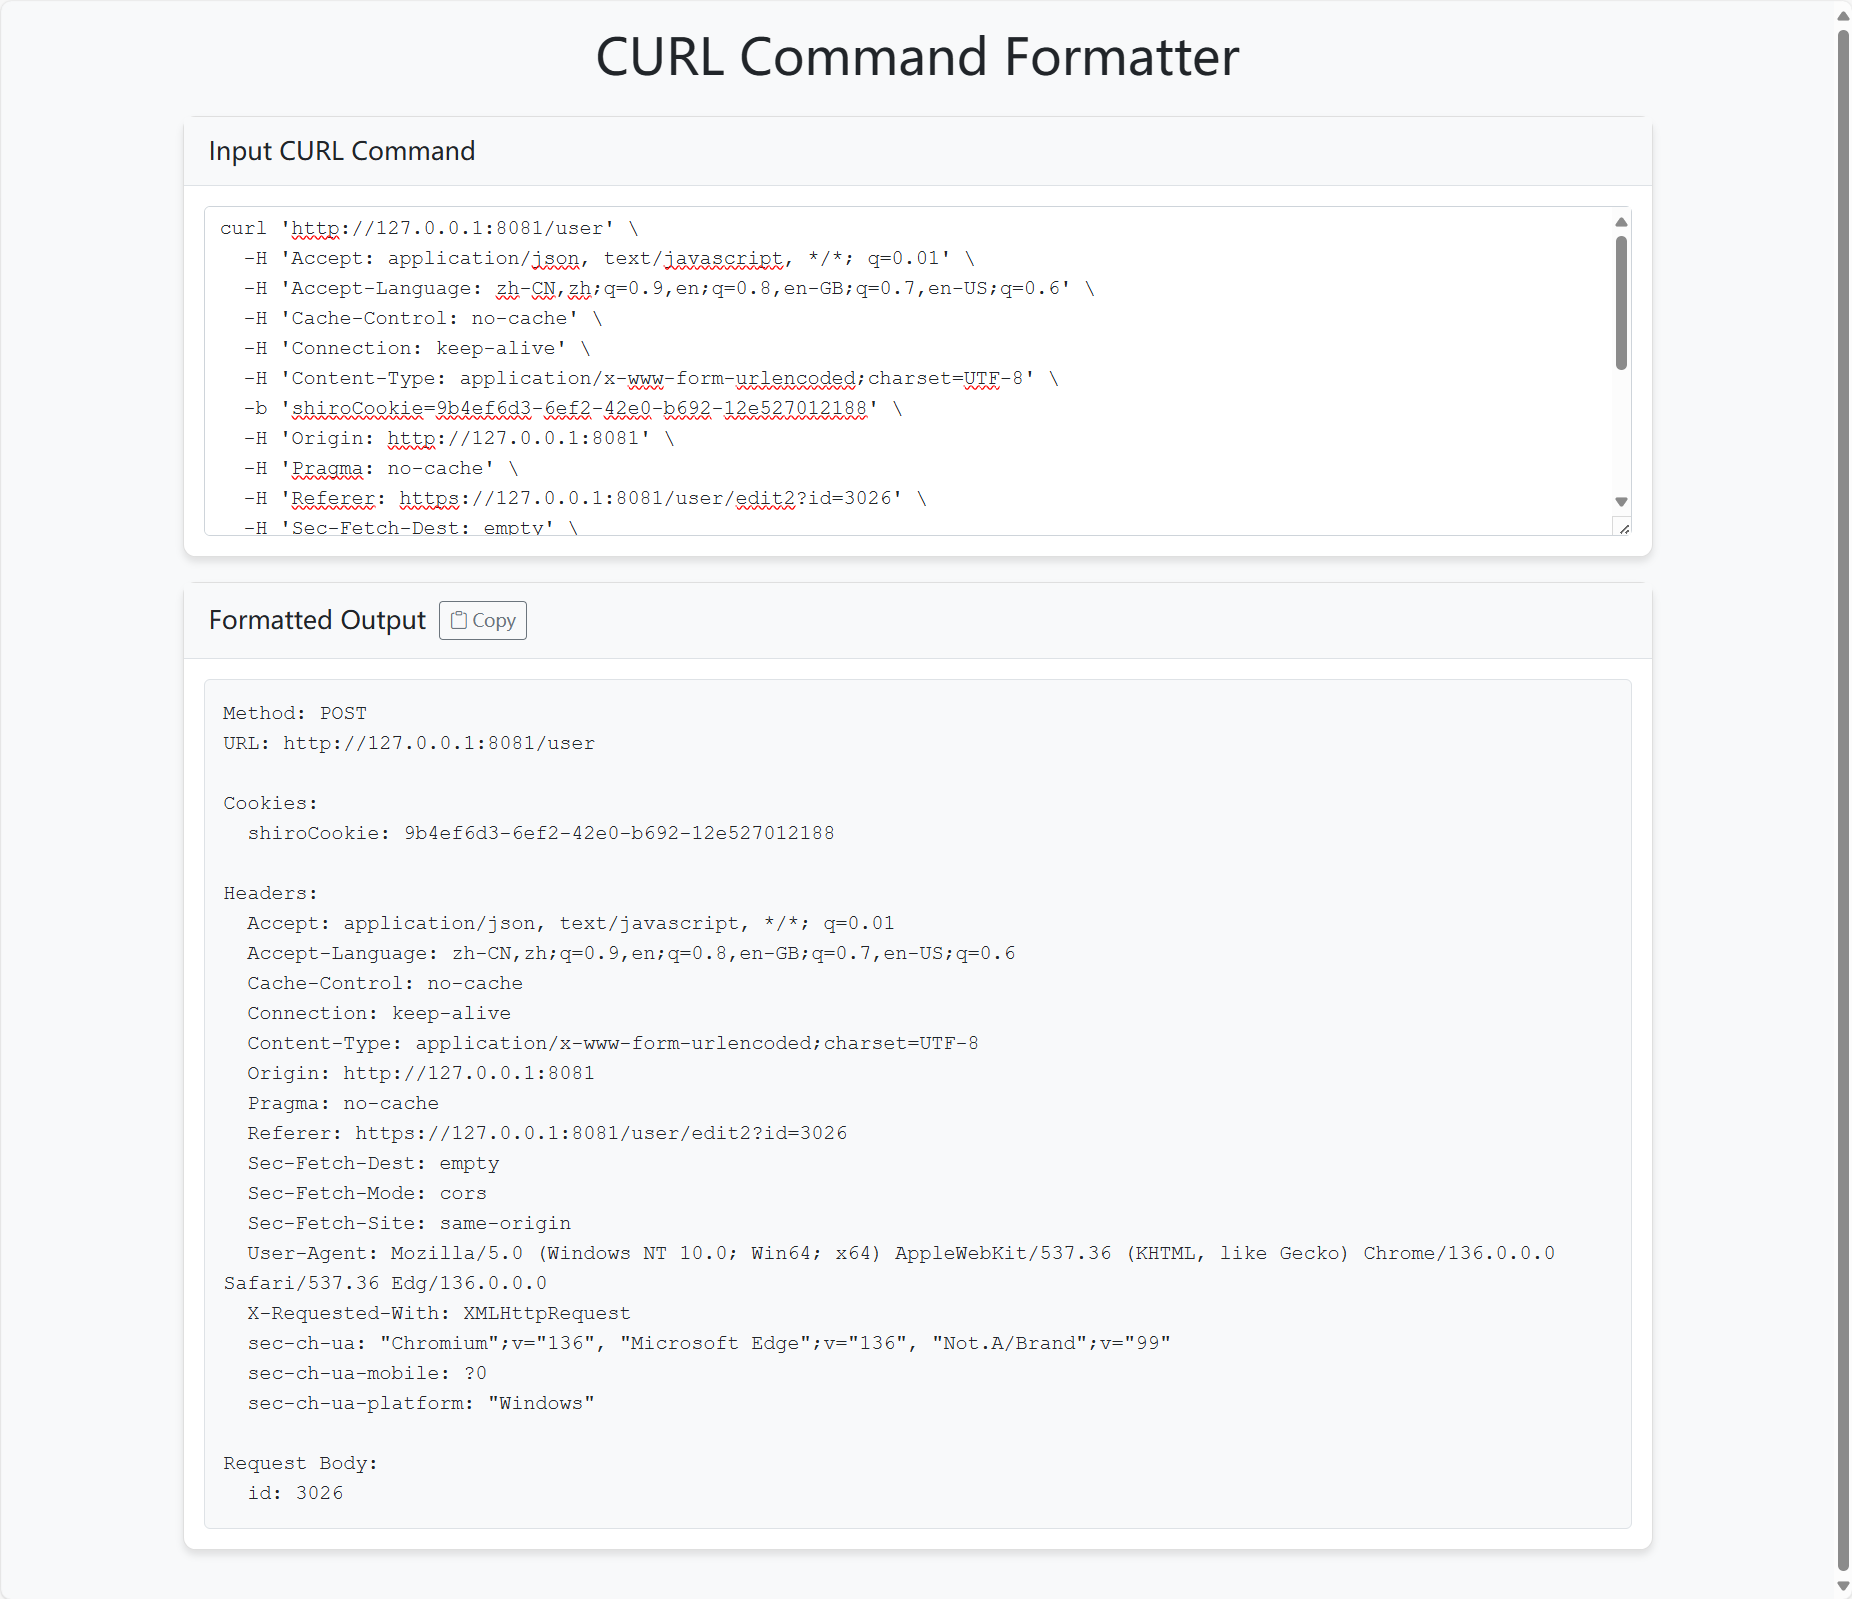 CURL Command Formatter
Input CURL Command
curl 'http://127.0.0.1:8081/user' \
  -H 'Accept: application/json, text/javascript, */*; q=0.01' \
  -H 'Accept-Language: zh-CN,zh;q=0.9,en;q=0.8,en-GB;q=0.7,en-US;q=0.6' \
  -H 'Cache-Control: no-cache' \
  -H 'Connection: keep-alive' \
  -H 'Content-Type: application/x-www-form-urlencoded;charset=UTF-8' \
  -b 'shiroCookie=9b4ef6d3-6ef2-42e0-b692-12e527012188' \
  -H 'Origin: http://127.0.0.1:8081' \
  -H 'Pragma: no-cache' \
  -H 'Referer: https://127.0.0.1:8081/user/edit2?id=3026' \
  -H 'Sec-Fetch-Dest: empty' \
Formatted Output Copy
Method: POST
URL: http://127.0.0.1:8081/user
Cookies:
  shiroCookie: 9b4ef6d3-6ef2-42e0-b692-12e527012188
Headers:
  Accept: application/json, text/javascript, */*; q=0.01
  Accept-Language: zh-CN,zh;q=0.9,en;q=0.8,en-GB;q=0.7,en-US;q=0.6
  Cache-Control: no-cache
  Connection: keep-alive
  Content-Type: application/x-www-form-urlencoded;charset=UTF-8
  Origin: http://127.0.0.1:8081
  Pragma: no-cache
  Referer: https://127.0.0.1:8081/user/edit2?id=3026
  Sec-Fetch-Dest: empty
  Sec-Fetch-Mode: cors
  Sec-Fetch-Site: same-origin
  User-Agent: Mozilla/5.0 (Windows NT 10.0; Win64; x64) AppleWebKit/537.36 (KHTML, like Gecko) Chrome/136.0.0.0
Safari/537.36 Edg/136.0.0.0
  X-Requested-With: XMLHttpRequest
  sec-ch-ua: "Chromium";v="136", "Microsoft Edge";v="136", "Not.A/Brand";v="99"
  sec-ch-ua-mobile: ?0
  sec-ch-ua-platform: "Windows"
Request Body:
  id: 3026